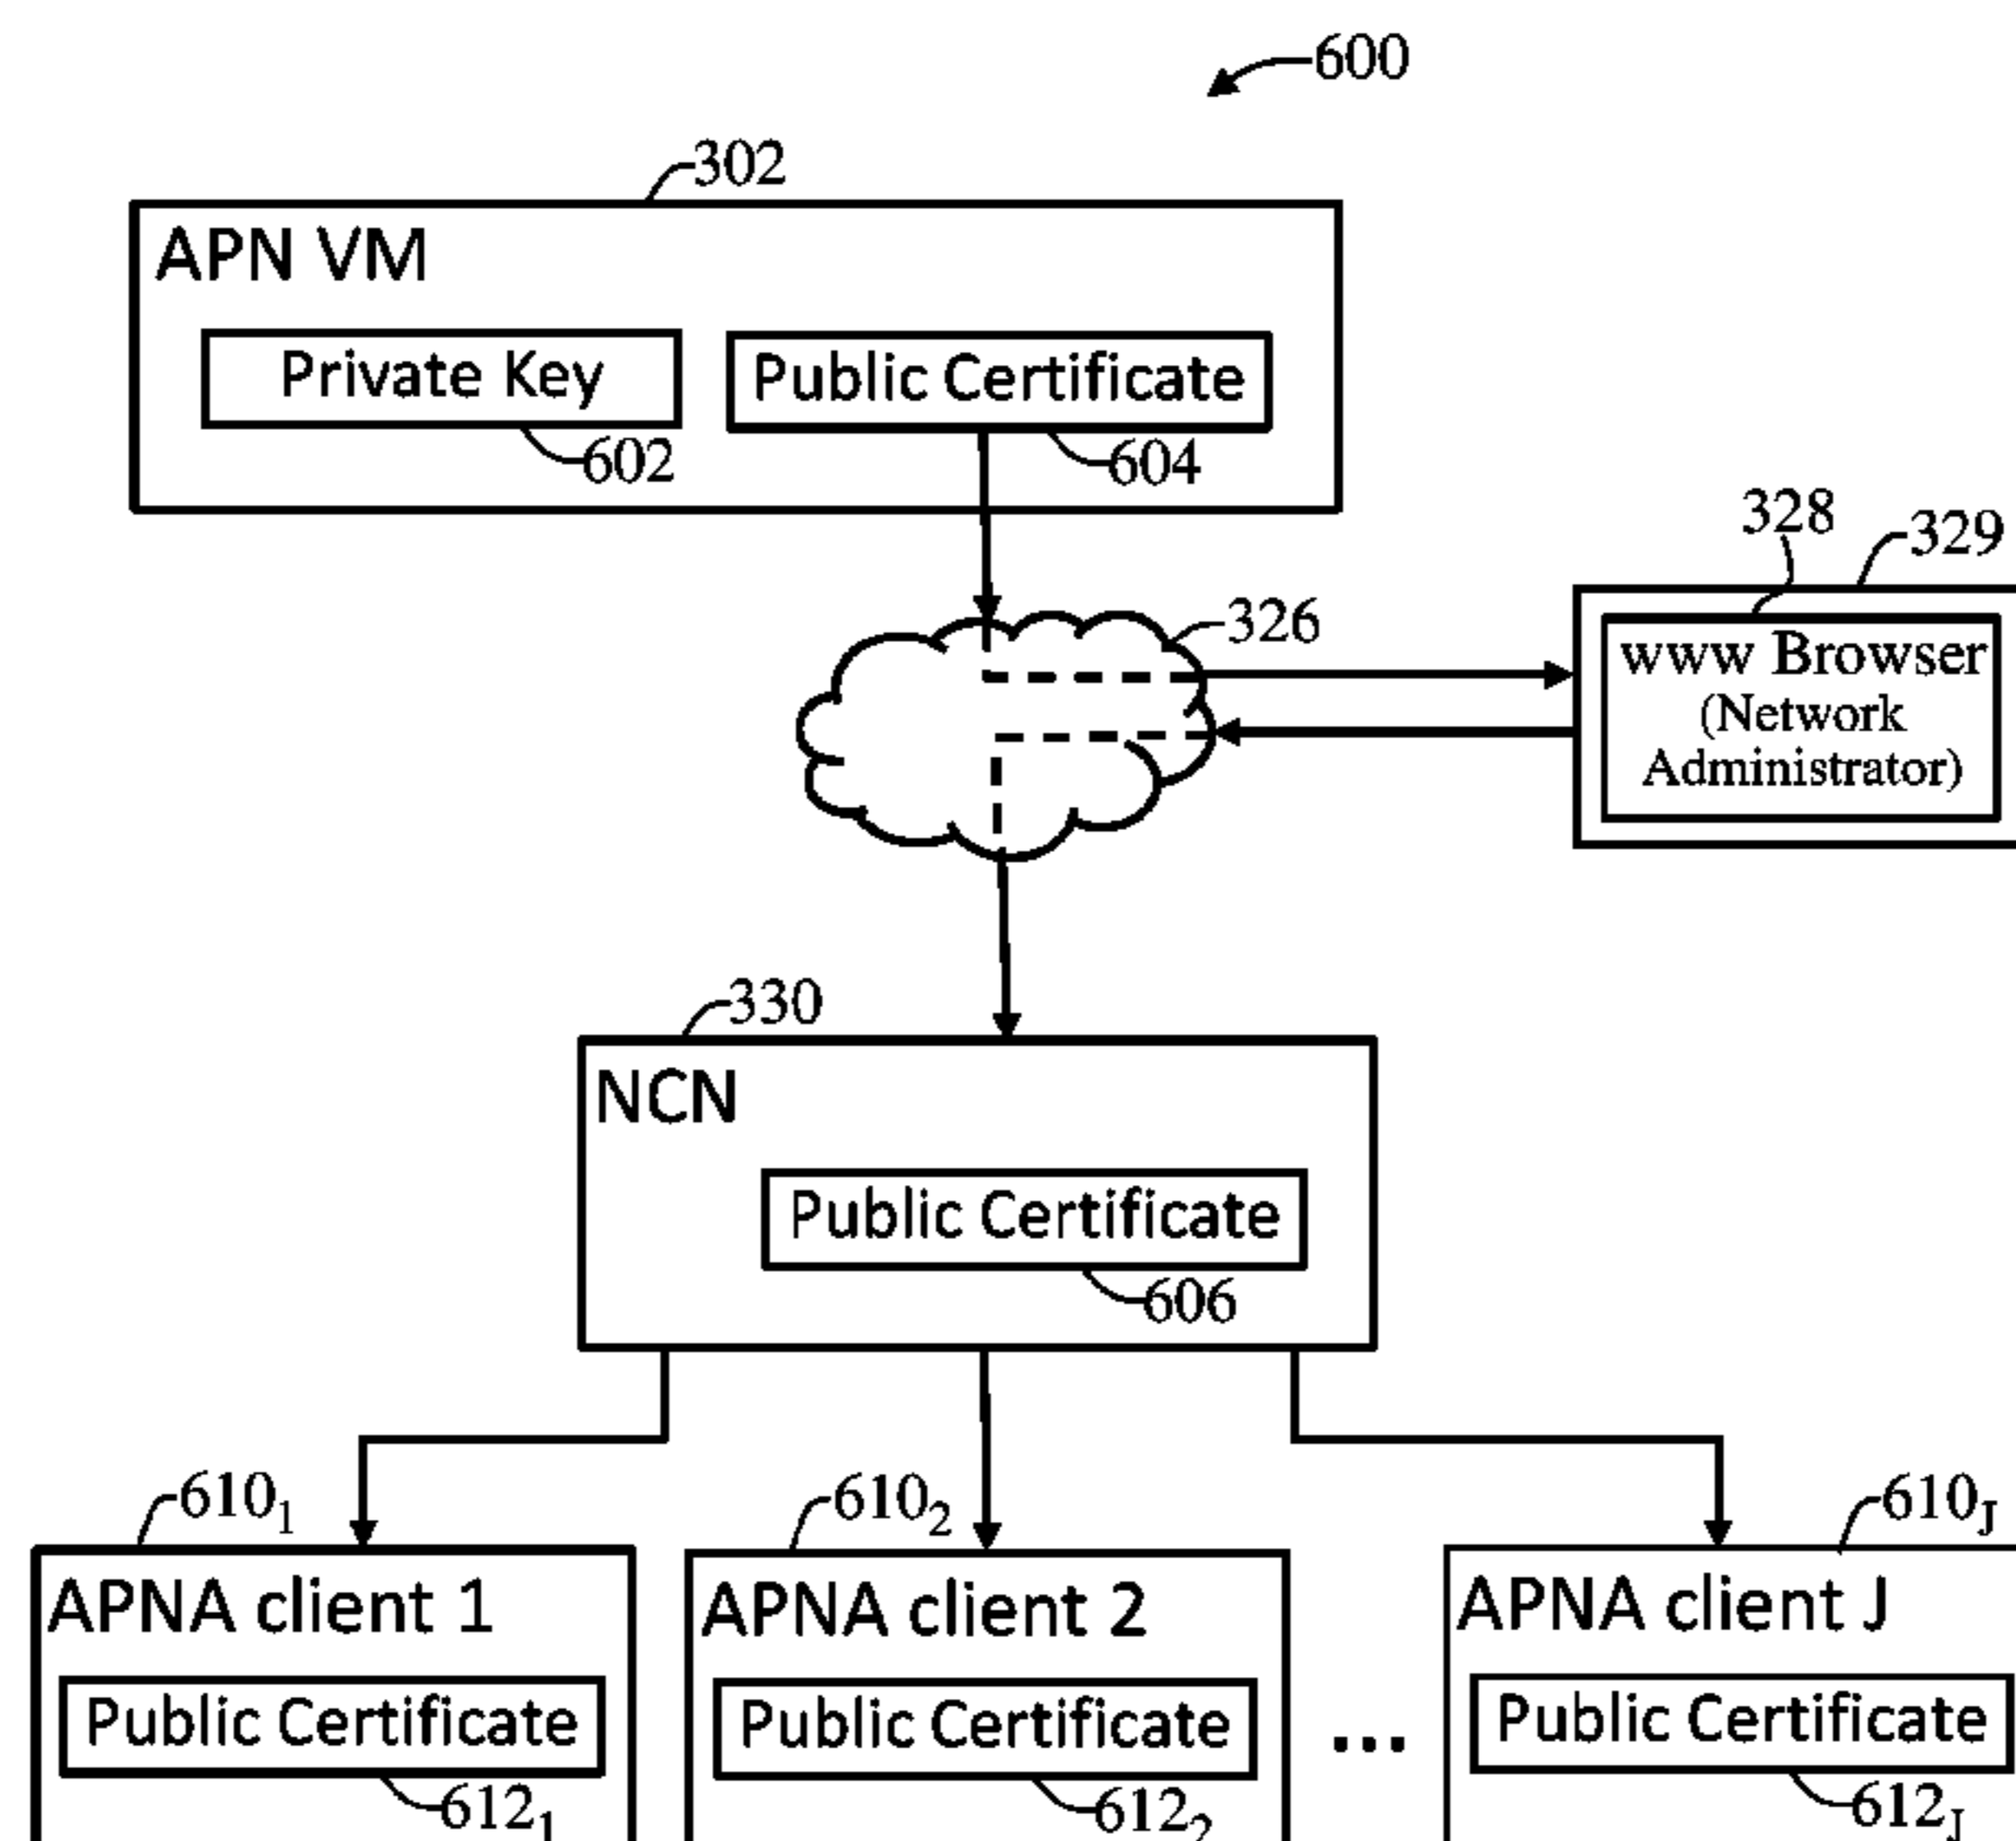 600
302
APN VM
Private Key
Public Certificate
602
604
328
329
326
www Browser
(Network
Administrator)
330
NCN
Public Certificate
606
610₁
610₂
610J
APNA client 1
APNA client 2
APNA client J
Public Certificate
Public Certificate
...
Public Certificate
612₁
612₂
612J